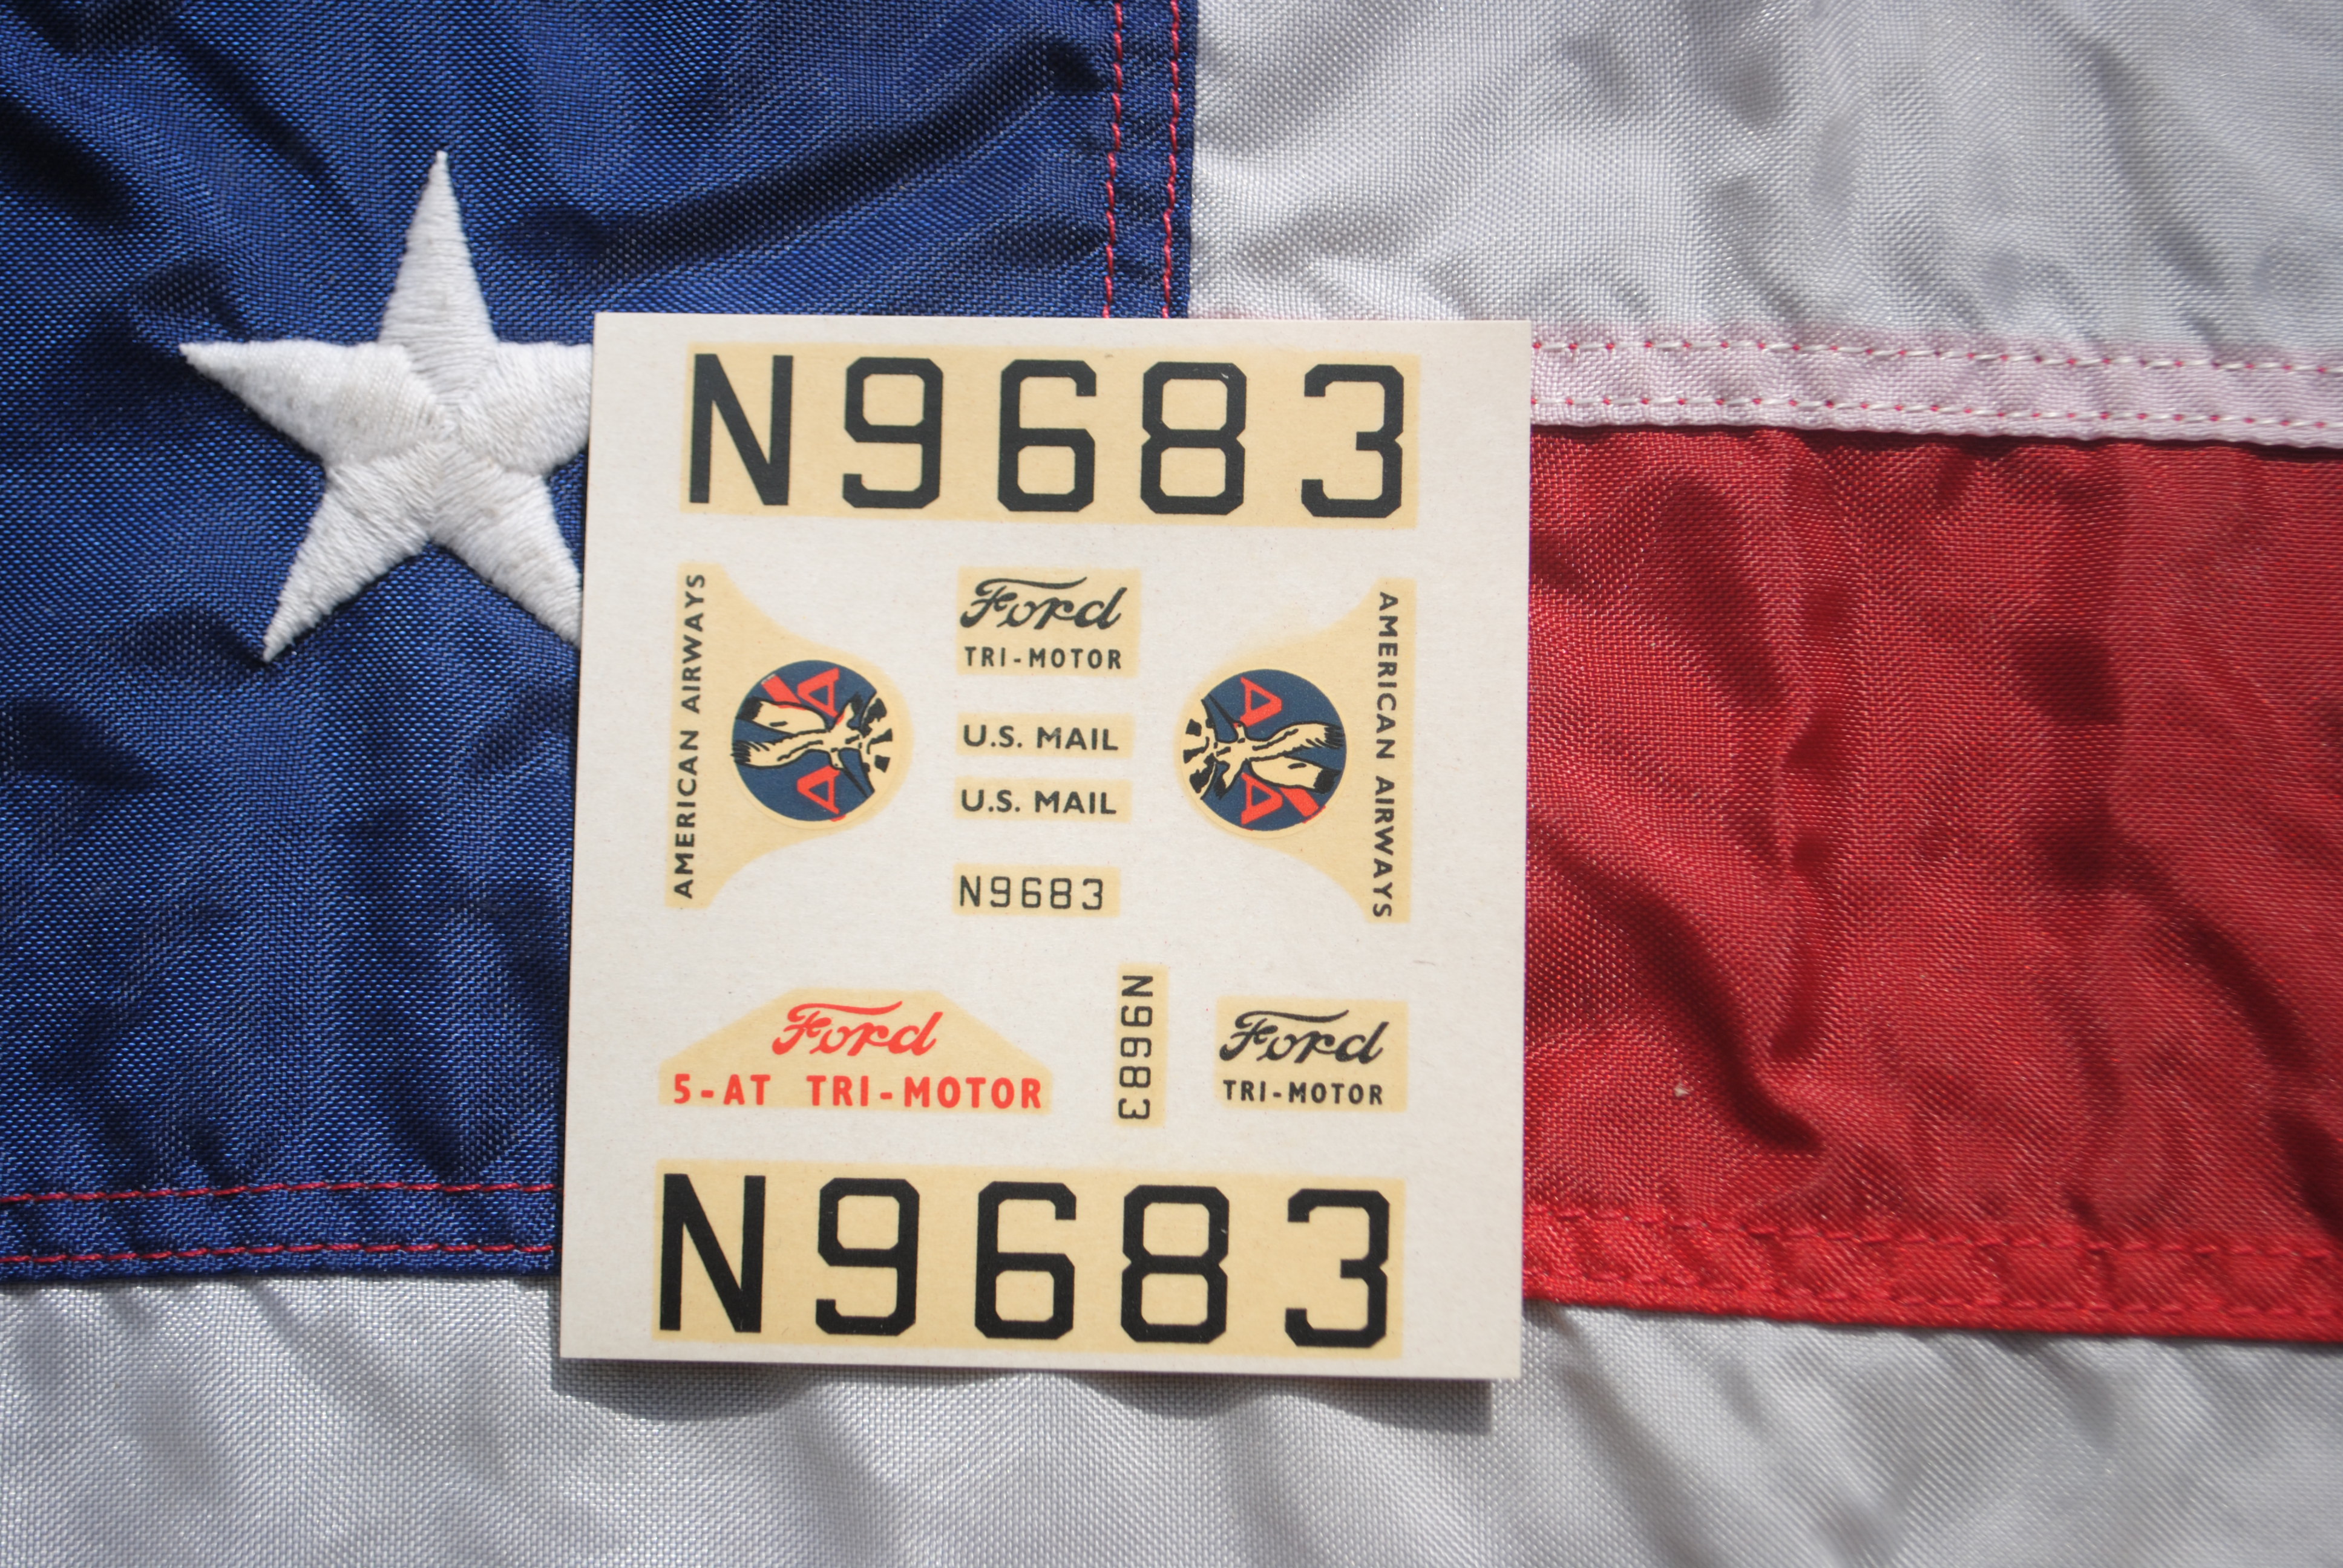 N9683
AMERICAN AIRWAYS
A A
Ford
TRI-MOTOR
U.S. MAIL
U.S. MAIL
N9683
A A
AMERICAN AIRWAYS
Ford
5-AT TRI-MOTOR
N9683
Ford
TRI-MOTOR
N9683